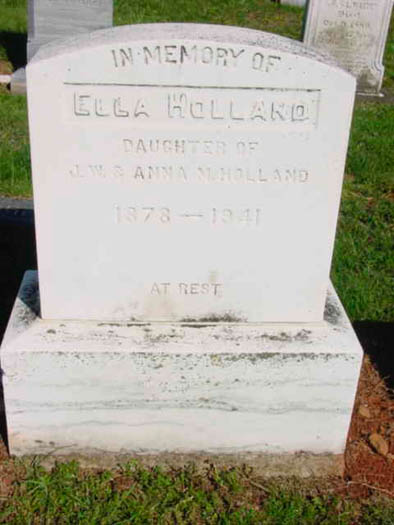 IN MEMORY OF
ELLA HOLLAND
DAUGHTER OF
J.W. & ANNA M. HOLLAND
1878 — 1941
AT REST